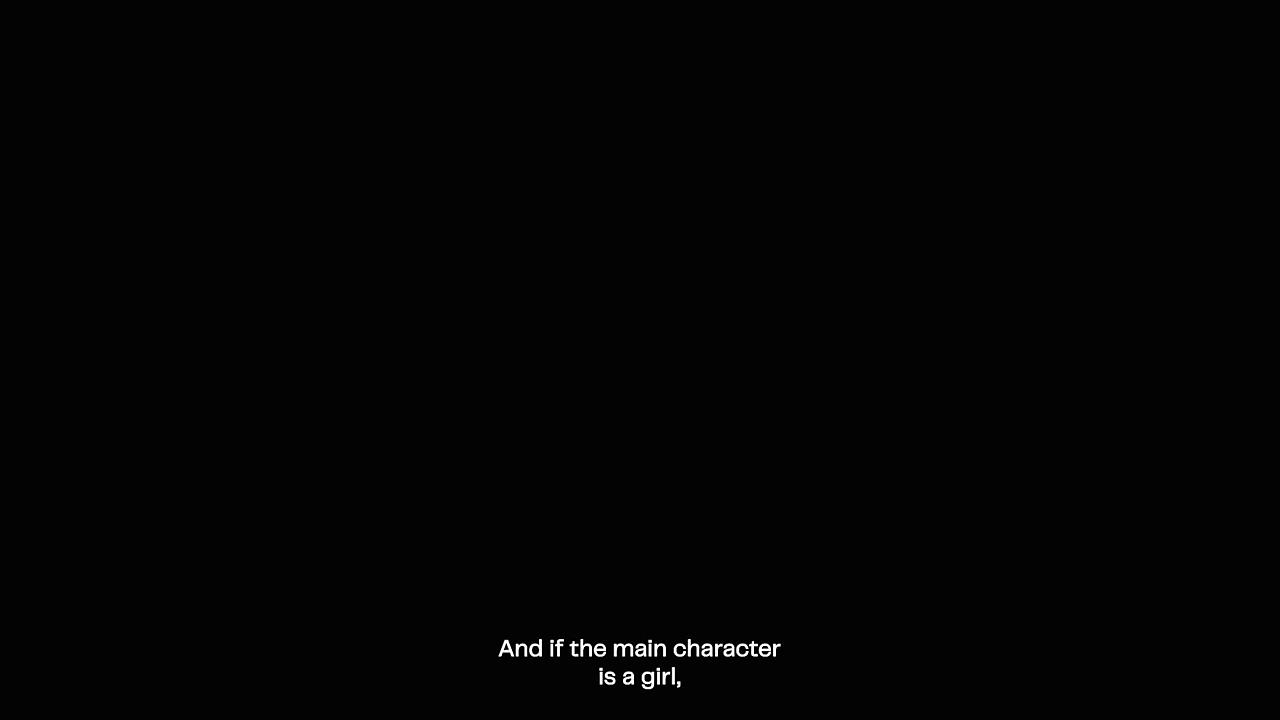 And if the main character
is a girl,